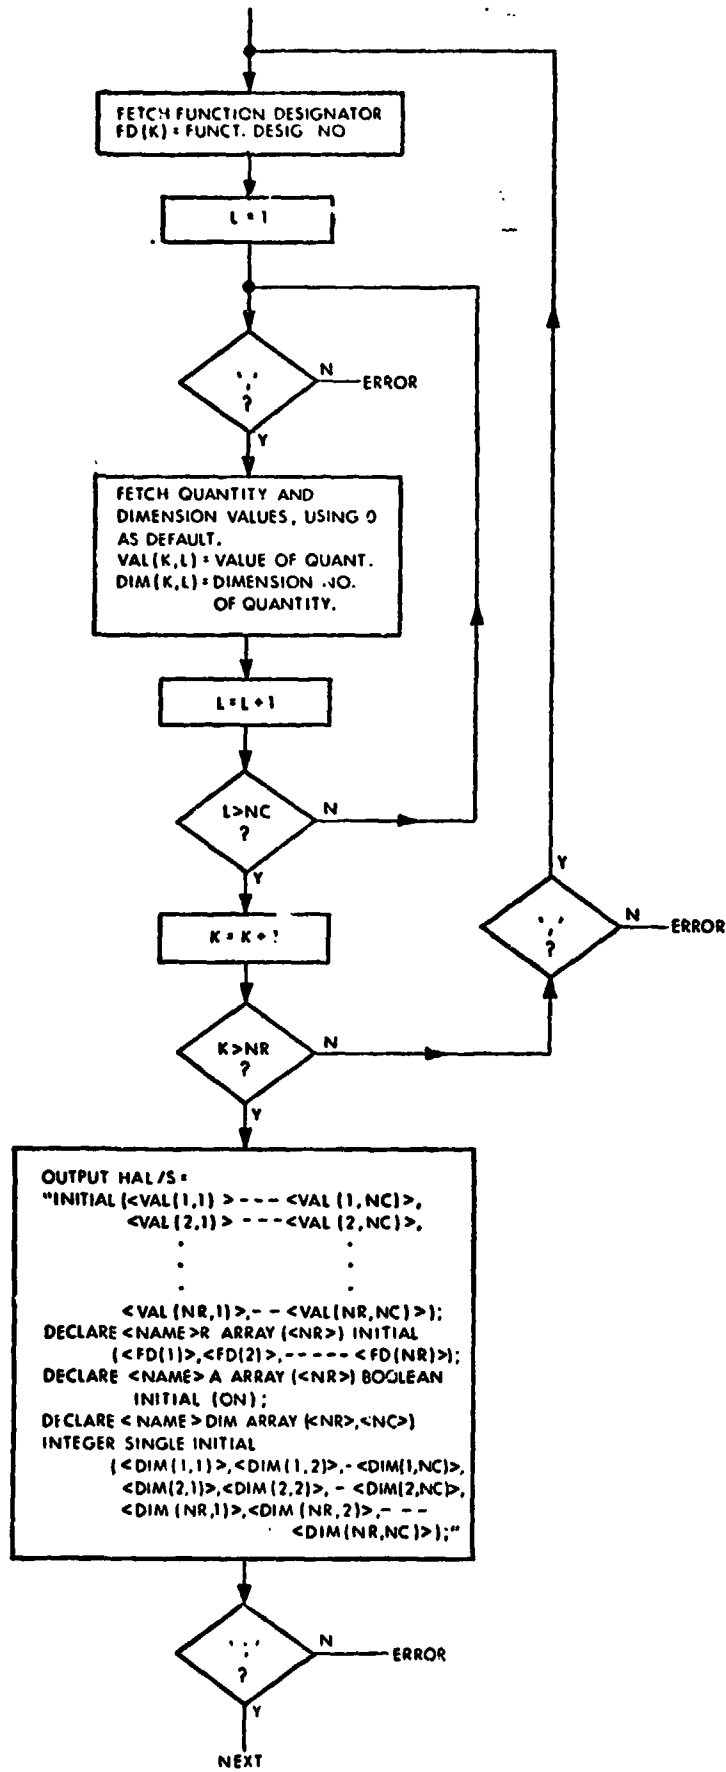 FETCH FUNCTION DESIGNATOR
FD(K) = FUNCT. DESIG NO
L = 1
','
?
N
ERROR
Y
FETCH QUANTITY AND
DIMENSION VALUES, USING 0
AS DEFAULT.
VAL(K,L) = VALUE OF QUANT.
DIM(K,L) = DIMENSION NO.
OF QUANTITY.
L = L + 1
L>NC
?
N
Y
K = K + 1
Y
','
?
N
ERROR
K>NR
?
N
Y
OUTPUT HAL/S =
"INITIAL (<VAL(1,1)> --- <VAL (1,NC)>,
<VAL(2,1)> --- <VAL (2,NC)>,
. .
. .
. .
<VAL (NR,1)>,-- <VAL(NR,NC)>);
DECLARE <NAME>R ARRAY (<NR>) INITIAL
(<FD(1)>,<FD(2)>,-----<FD(NR)>);
DECLARE <NAME>A ARRAY (<NR>) BOOLEAN
INITIAL (ON);
DECLARE < NAME>DIM ARRAY (<NR>,<NC>)
INTEGER SINGLE INITIAL
(<DIM(1,1)>,<DIM(1,2)>,-<DIM(1,NC)>,
<DIM(2,1)>,<DIM(2,2)>, - <DIM(2,NC)>,
<DIM (NR,1)>,<DIM (NR,2)>,- --
<DIM(NR,NC)>);"
';'
?
N
ERROR
Y
NEXT